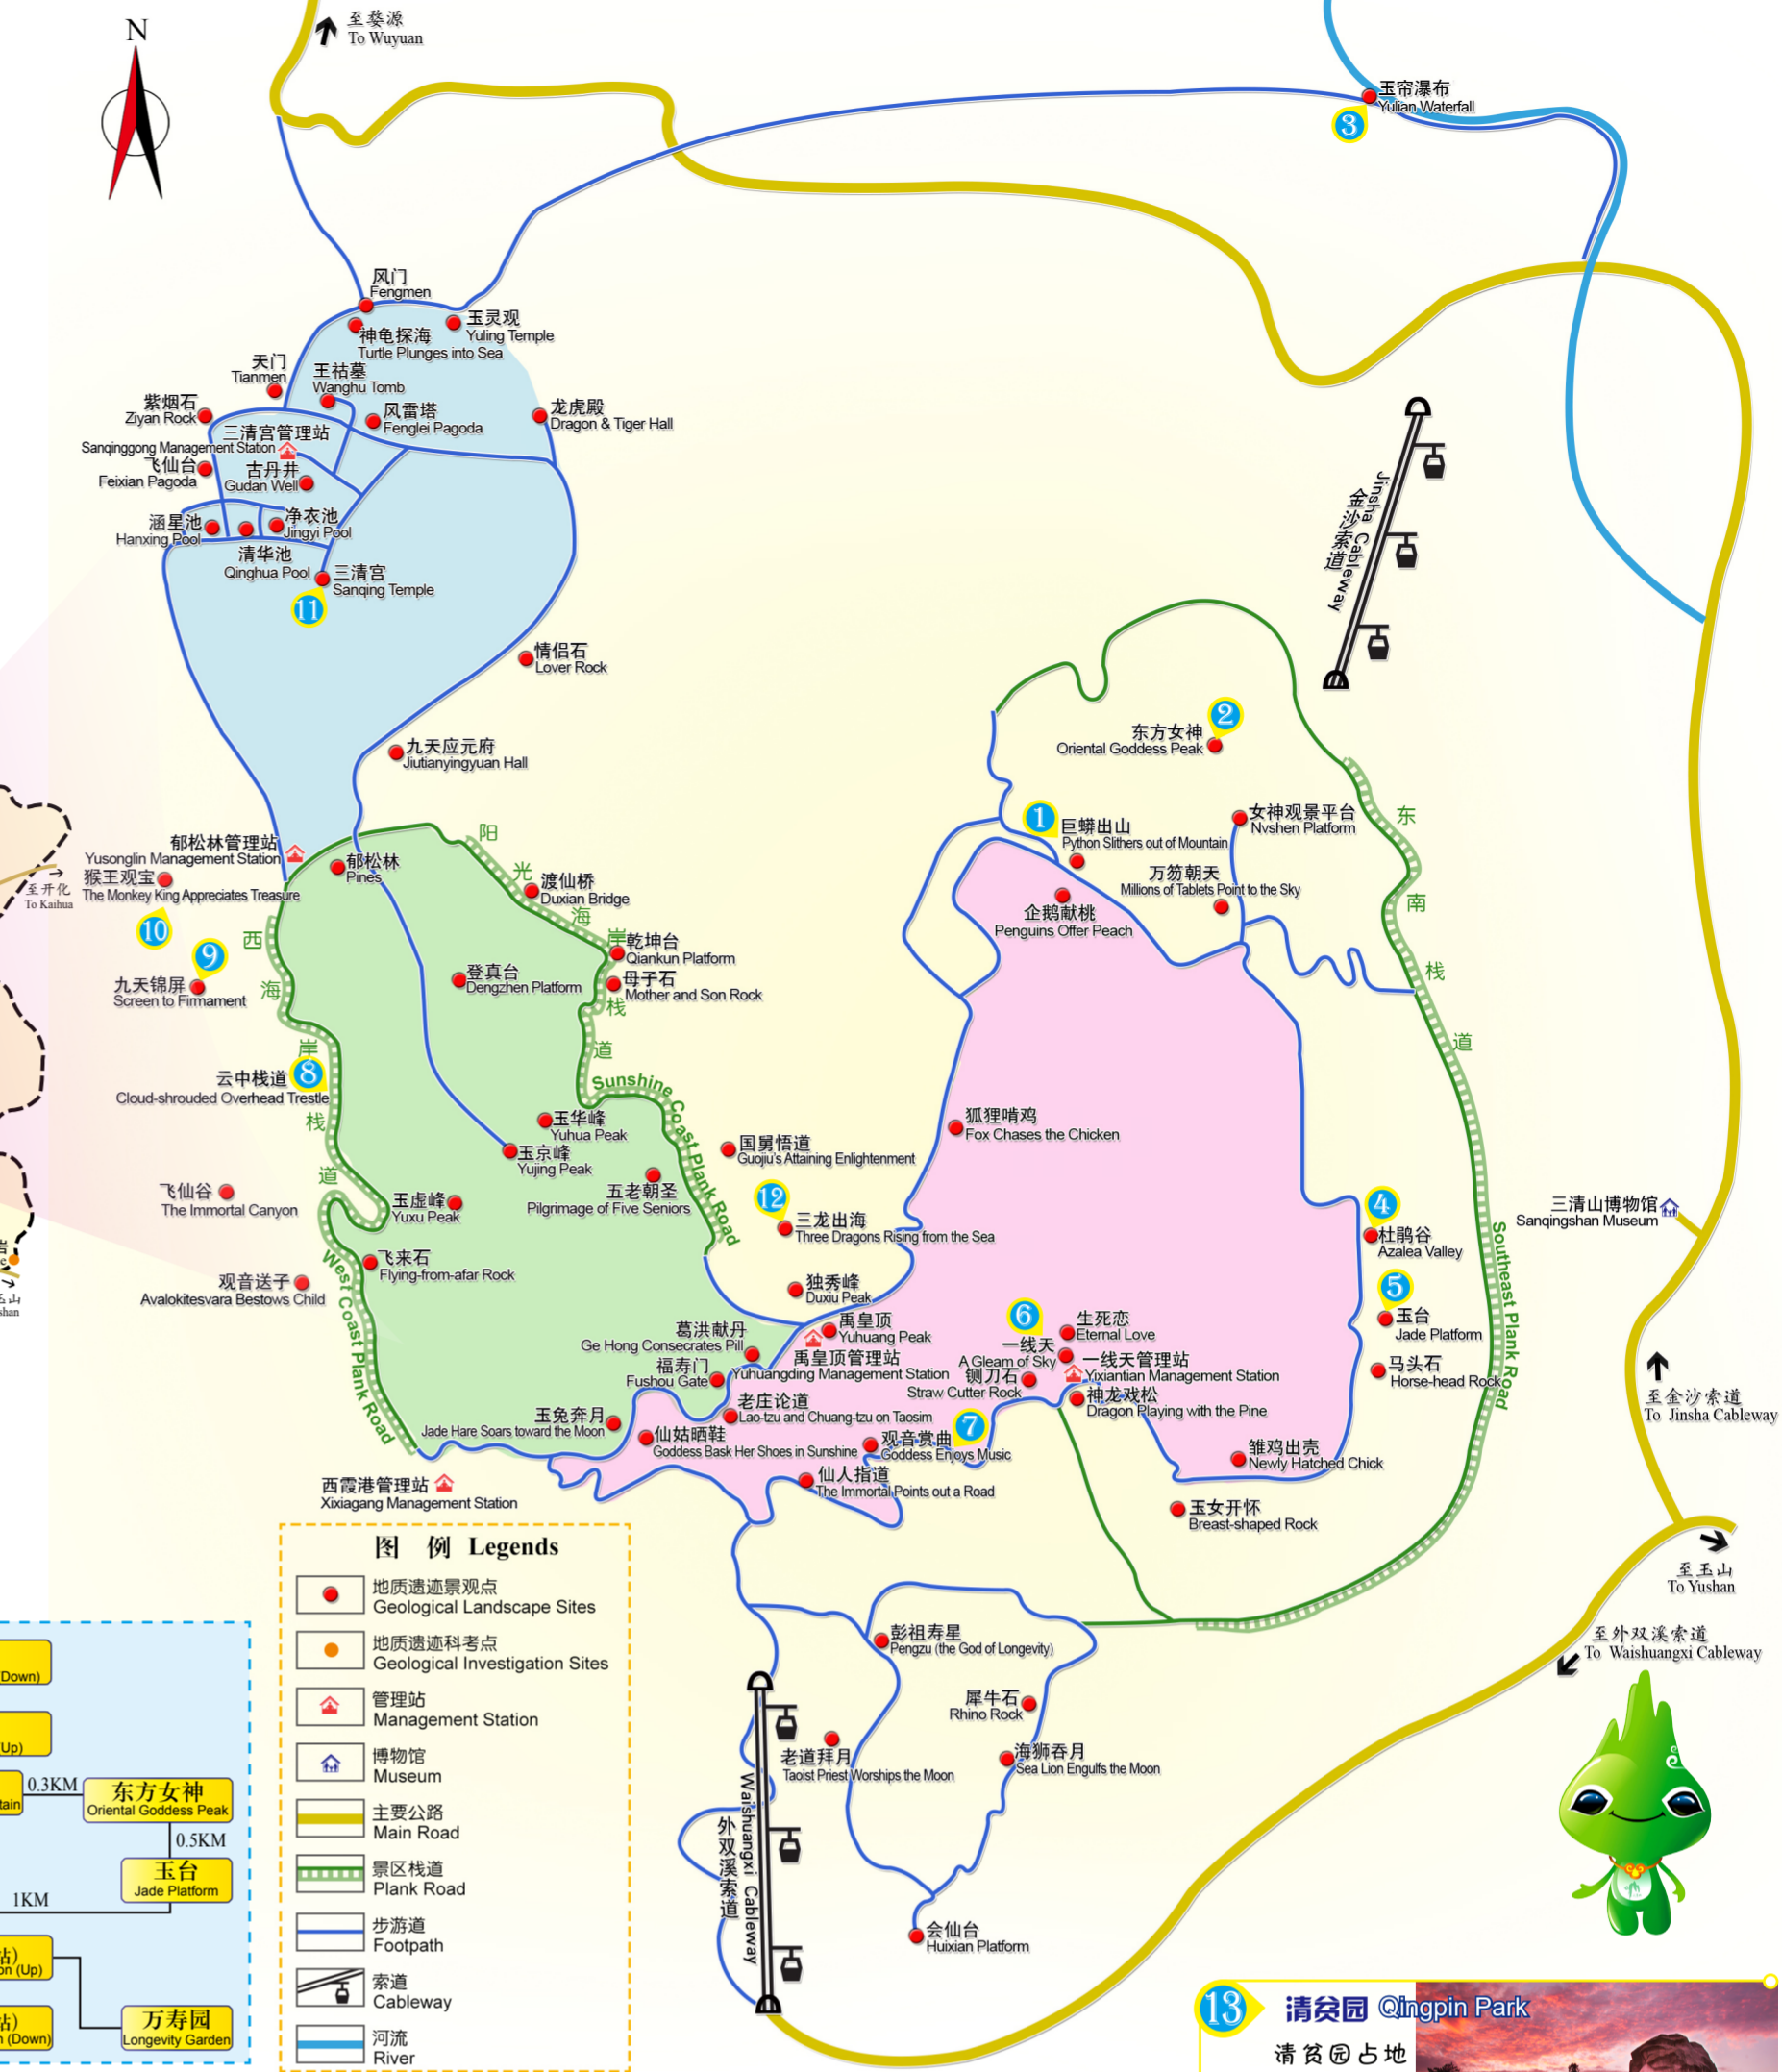 N
至婺源
To Wuyuan
玉帘瀑布
Yulian Waterfall
3
风门
Fengmen
玉灵观
Yuling Temple
神龟探海
Turtle Plunges into Sea
天门
Tianmen
王祜墓
Wanghu Tomb
紫烟石
Ziyan Rock
风雷塔
Fenglei Pagoda
龙虎殿
Dragon & Tiger Hall
三清宫管理站
Sanqinggong Management Station
飞仙台
Feixian Pagoda
古丹井
Gudan Well
涵星池
Hanxing Pool
净衣池
Jingyi Pool
清华池
Qinghua Pool
三清宫
Sanqing Temple
11
金沙索道
Jinsha Cableway
情侣石
Lover Rock
九天应元府
Jiutianyingyuan Hall
2
东方女神
Oriental Goddess Peak
1
巨蟒出山
Python Slithers out of Mountain
女神观景平台
Nvshen Platform
万笏朝天
Millions of Tablets Point to the Sky
企鹅献桃
Penguins Offer Peach
东南栈道
Southeast Plank Road
郁松林管理站
Yusonglin Management Station
猴王观宝
The Monkey King Appreciates Treasure
10
至开化
To Kaihua
郁松林
Pines
阳光海岸栈道
Sunshine Coast Plank Road
渡仙桥
Duxian Bridge
乾坤台
Qiankun Platform
母子石
Mother and Son Rock
登真台
Dengzhen Platform
9
九天锦屏
Screen to Firmament
西海岸栈道
West Coast Plank Road
8
云中栈道
Cloud-shrouded Overhead Trestle
玉华峰
Yuhua Peak
玉京峰
Yujing Peak
国舅悟道
Guojiu's Attaining Enlightenment
狐狸啃鸡
Fox Chases the Chicken
飞仙谷
The Immortal Canyon
玉虚峰
Yuxu Peak
五老朝圣
Pilgrimage of Five Seniors
12
三龙出海
Three Dragons Rising from the Sea
4
杜鹃谷
Azalea Valley
三清山博物馆
Sanqingshan Museum
飞来石
Flying-from-afar Rock
观音送子
Avalokitesvara Bestows Child
岩
玉山
shan
独秀峰
Duxiu Peak
5
玉台
Jade Platform
葛洪献丹
Ge Hong Consecrates Pill
禹皇顶
Yuhuang Peak
禹皇顶管理站
Yuhuangding Management Station
福寿门
Fushou Gate
6
生死恋
Eternal Love
一线天
A Gleam of Sky
一线天管理站
Yixiantian Management Station
铡刀石
Straw Cutter Rock
神龙戏松
Dragon Playing with the Pine
马头石
Horse-head Rock
至金沙索道
To Jinsha Cableway
玉兔奔月
Jade Hare Soars toward the Moon
老庄论道
Lao-tzu and Chuang-tzu on Taosim
仙姑晒鞋
Goddess Bask Her Shoes in Sunshine
7
观音赏曲
Goddess Enjoys Music
仙人指道
The Immortal Points out a Road
雏鸡出壳
Newly Hatched Chick
玉女开怀
Breast-shaped Rock
西霞港管理站
Xixiagang Management Station
至玉山
To Yushan
至外双溪索道
To Waishuangxi Cableway
彭祖寿星
Pengzu (the God of Longevity)
犀牛石
Rhino Rock
海狮吞月
Sea Lion Engulfs the Moon
老道拜月
Taoist Priest Worships the Moon
外双溪索道
Waishuangxi Cableway
会仙台
Huixian Platform
图 例 Legends
地质遗迹景观点
Geological Landscape Sites
地质遗迹科考点
Geological Investigation Sites
管理站
Management Station
博物馆
Museum
主要公路
Main Road
景区栈道
Plank Road
步游道
Footpath
索道
Cableway
河流
River
(Down)
(Up)
tain
0.3KM
东方女神
Oriental Goddess Peak
0.5KM
玉台
Jade Platform
1KM
站)
on (Up)
站)
n (Down)
万寿园
Longevity Garden
13
清贫园 Qingpin Park
清贫园占地